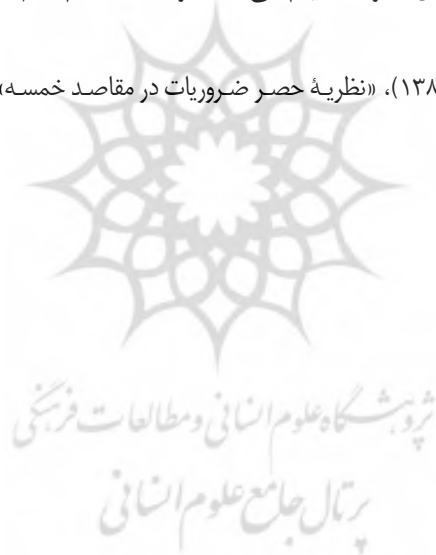 ۱۳۸)، «نظریهٔ حصر ضروریات در مقاصد خمسه»
پژوهشگاه علوم انسانی و مطالعات فرهنگی
پرتال جامع علوم انسانی